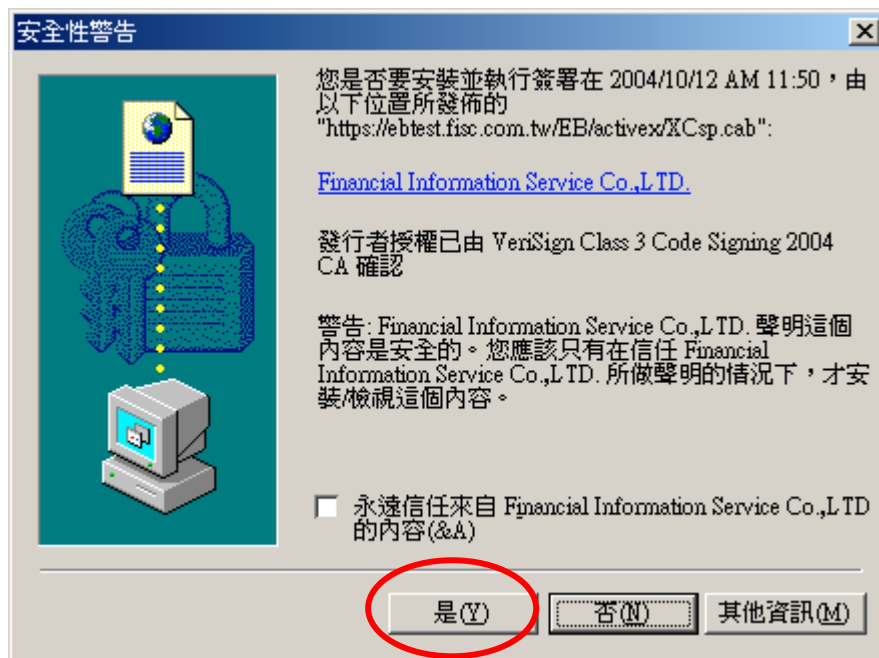 安全性警告
您是否要安裝並執行簽署在 2004/10/12 AM 11:50，由
以下位置所發佈的
"https://ebtest.fisc.com.tw/EB/activex/XCsp.cab":
Financial Information Service Co.,LTD.
發行者授權已由 VeriSign Class 3 Code Signing 2004
CA 確認
警告: Financial Information Service Co.,LTD. 聲明這個
內容是安全的。您應該只有在信任 Financial
Information Service Co.,LTD. 所做聲明的情況下，才安
裝/檢視這個內容。
永遠信任來自 Financial Information Service Co.,LTD
的內容(&A)
是(Y)
否(N)
其他資訊(M)